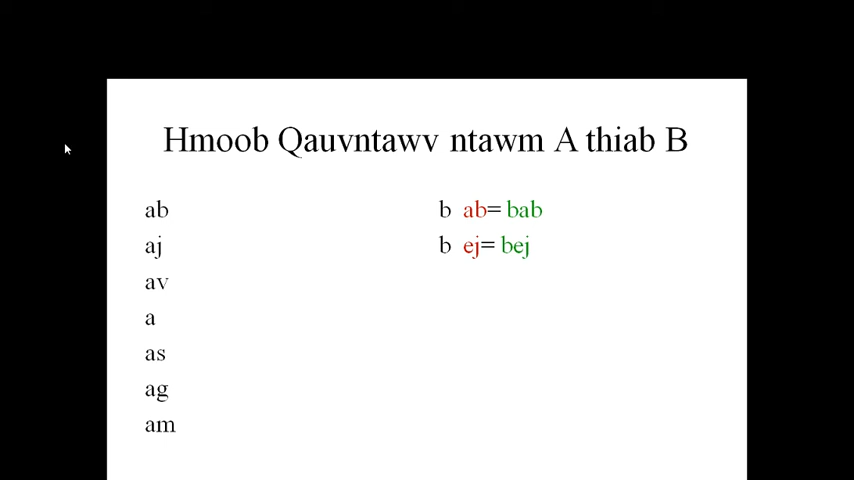 Hmoob Qauvntawv ntawm A thiab B
ab
aj
av
a
as
ag
am
b ab= bab
b ej= bej